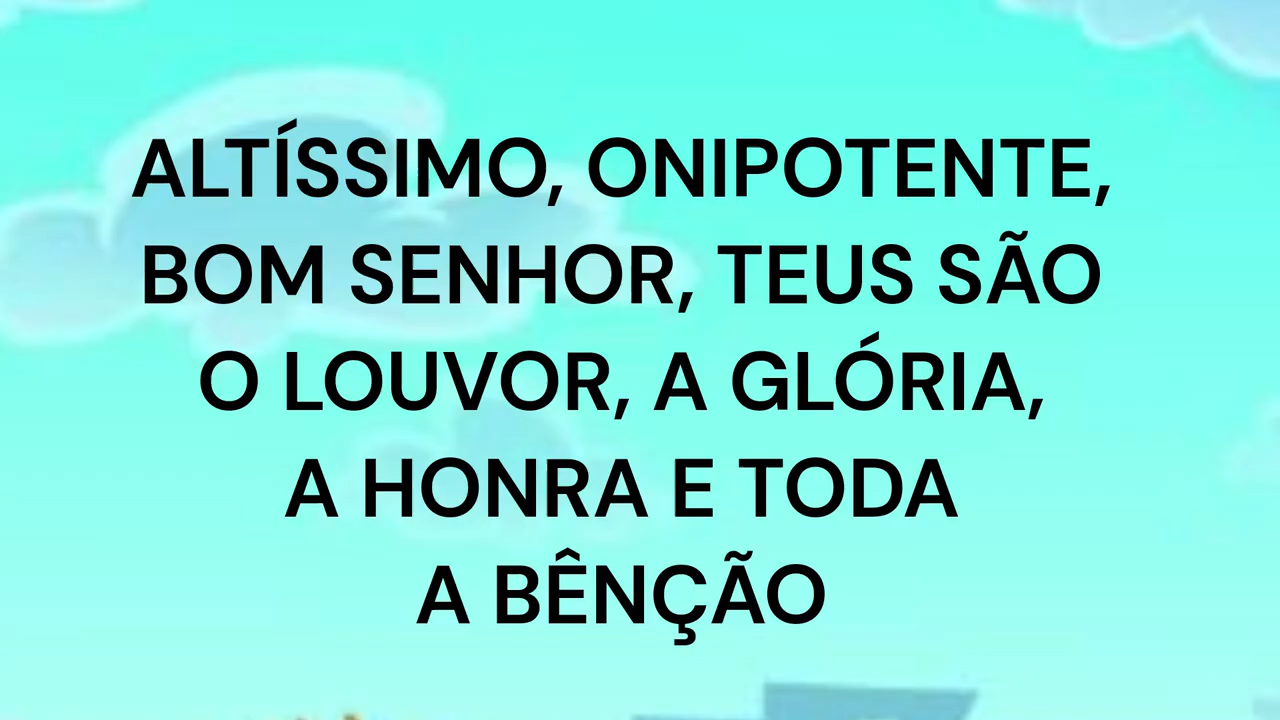 ALTÍSSIMO, ONIPOTENTE,
BOM SENHOR, TEUS SÃO
O LOUVOR, A GLÓRIA,
A HONRA E TODA
A BÊNÇÃO